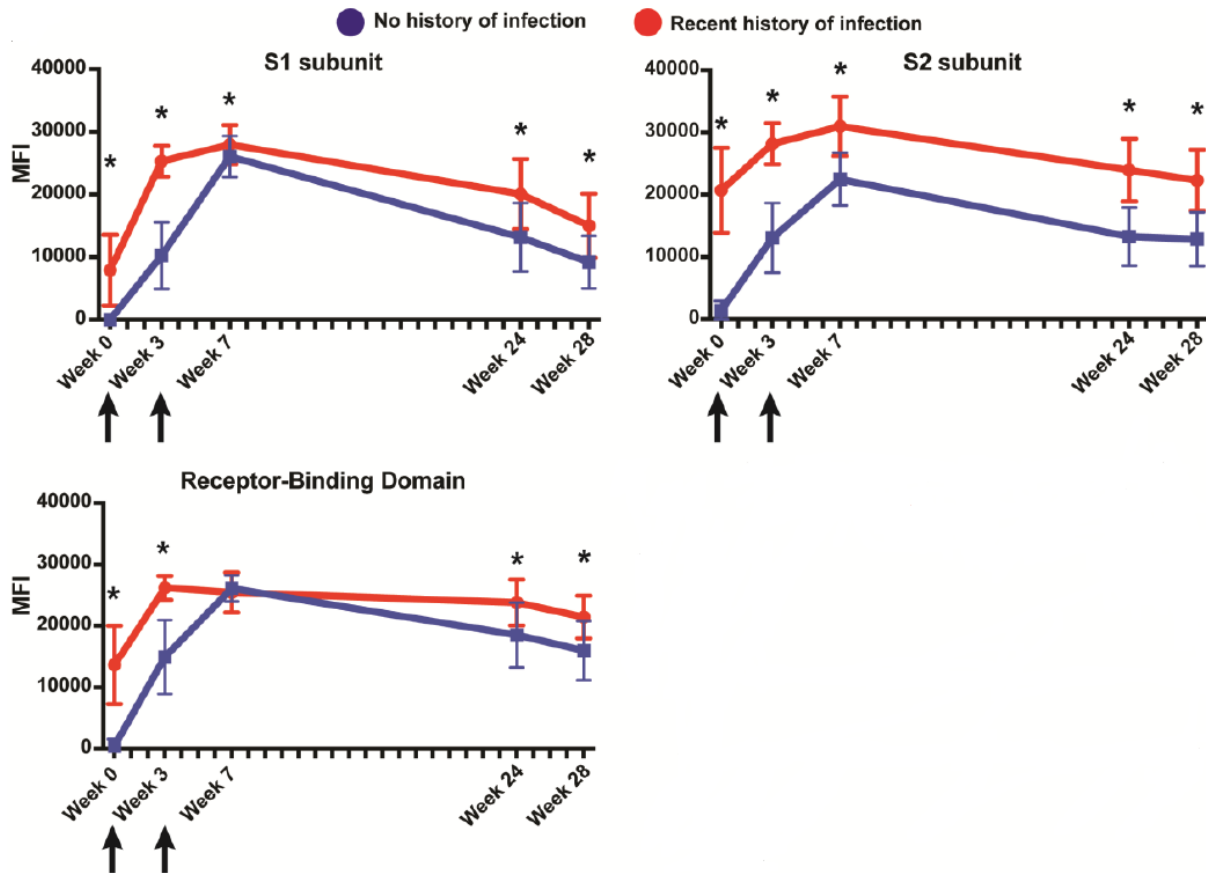 No history of infection
Recent history of infection
S1 subunit
*
*
*
*
*
MFI
40000
30000
20000
10000
0
Week 0
Week 3
Week 7
Week 24
Week 28
S2 subunit
*
*
*
*
*
40000
30000
20000
10000
0
Week 0
Week 3
Week 7
Week 24
Week 28
Receptor-Binding Domain
*
*
*
*
MFI
40000
30000
20000
10000
0
Week 0
Week 3
Week 7
Week 24
Week 28